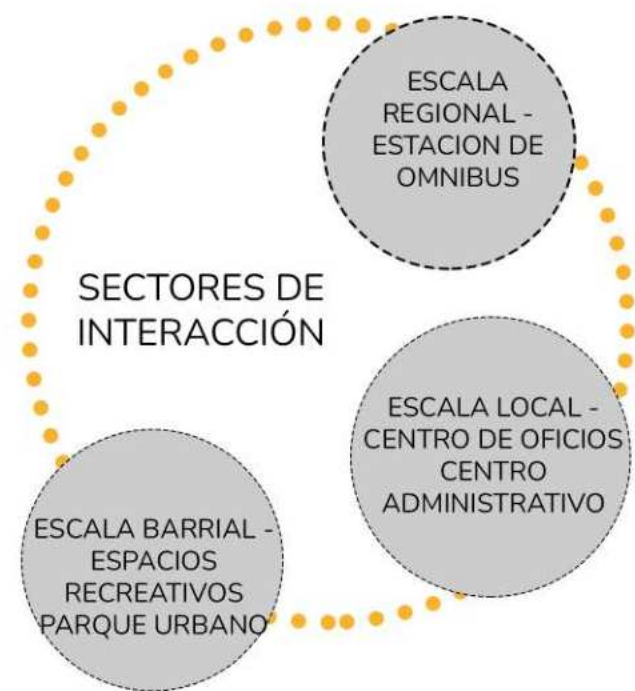 ESCALA
REGIONAL -
ESTACION DE
OMNIBUS
SECTORES DE
INTERACCIÓN
ESCALA LOCAL -
CENTRO DE OFICIOS
CENTRO
ADMINISTRATIVO
ESCALA BARRIAL -
ESPACIOS
RECREATIVOS
PARQUE URBANO